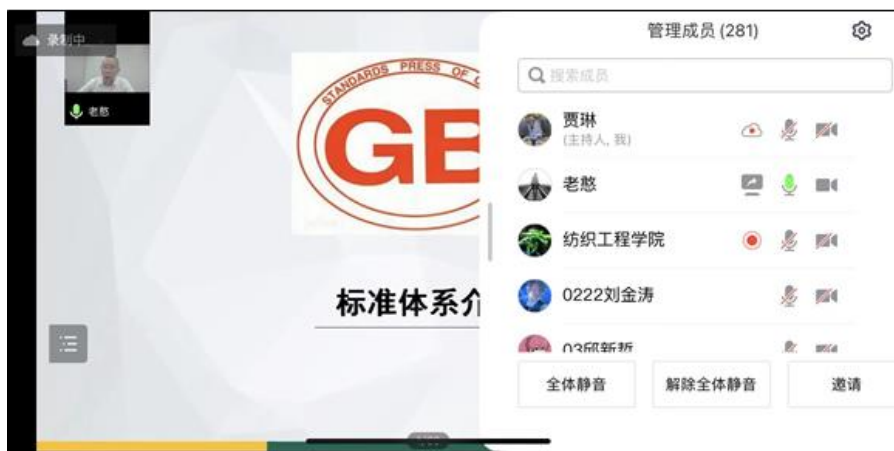 录制中
老憨
STANDARDS PRESS OF
GB
标准体系介
管理成员 (281)
搜索成员
贾琳
(主持人, 我)
老憨
纺织工程学院
0222刘金涛
03邱新哲
全体静音
解除全体静音
邀请